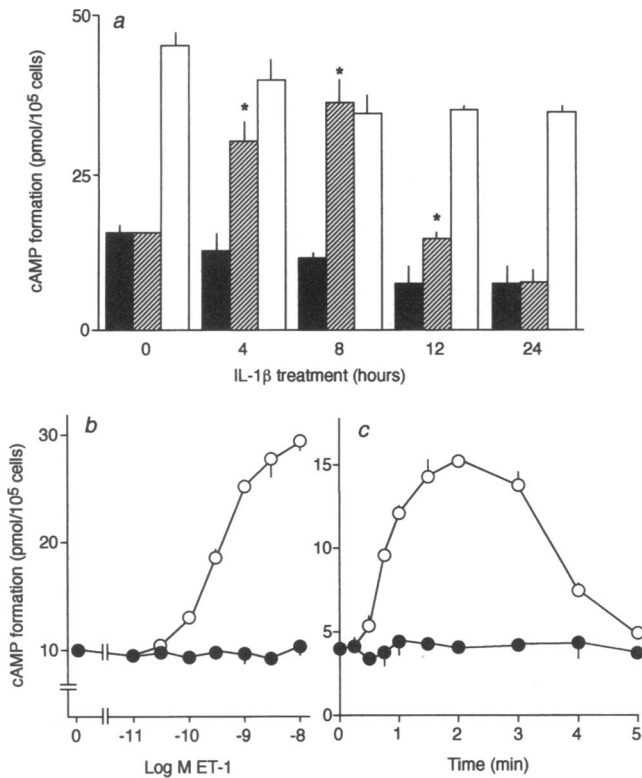 a
cAMP formation (pmol/10⁵ cells)
50
25
0
*
*
*
0 4 8 12 24
IL-1β treatment (hours)
b
c
cAMP formation (pmol/10⁵ cells)
30
20
10
15
10
5
0
0 -11 -10 -9 -8
0 1 2 3 4 5
Log M ET-1
Time (min)